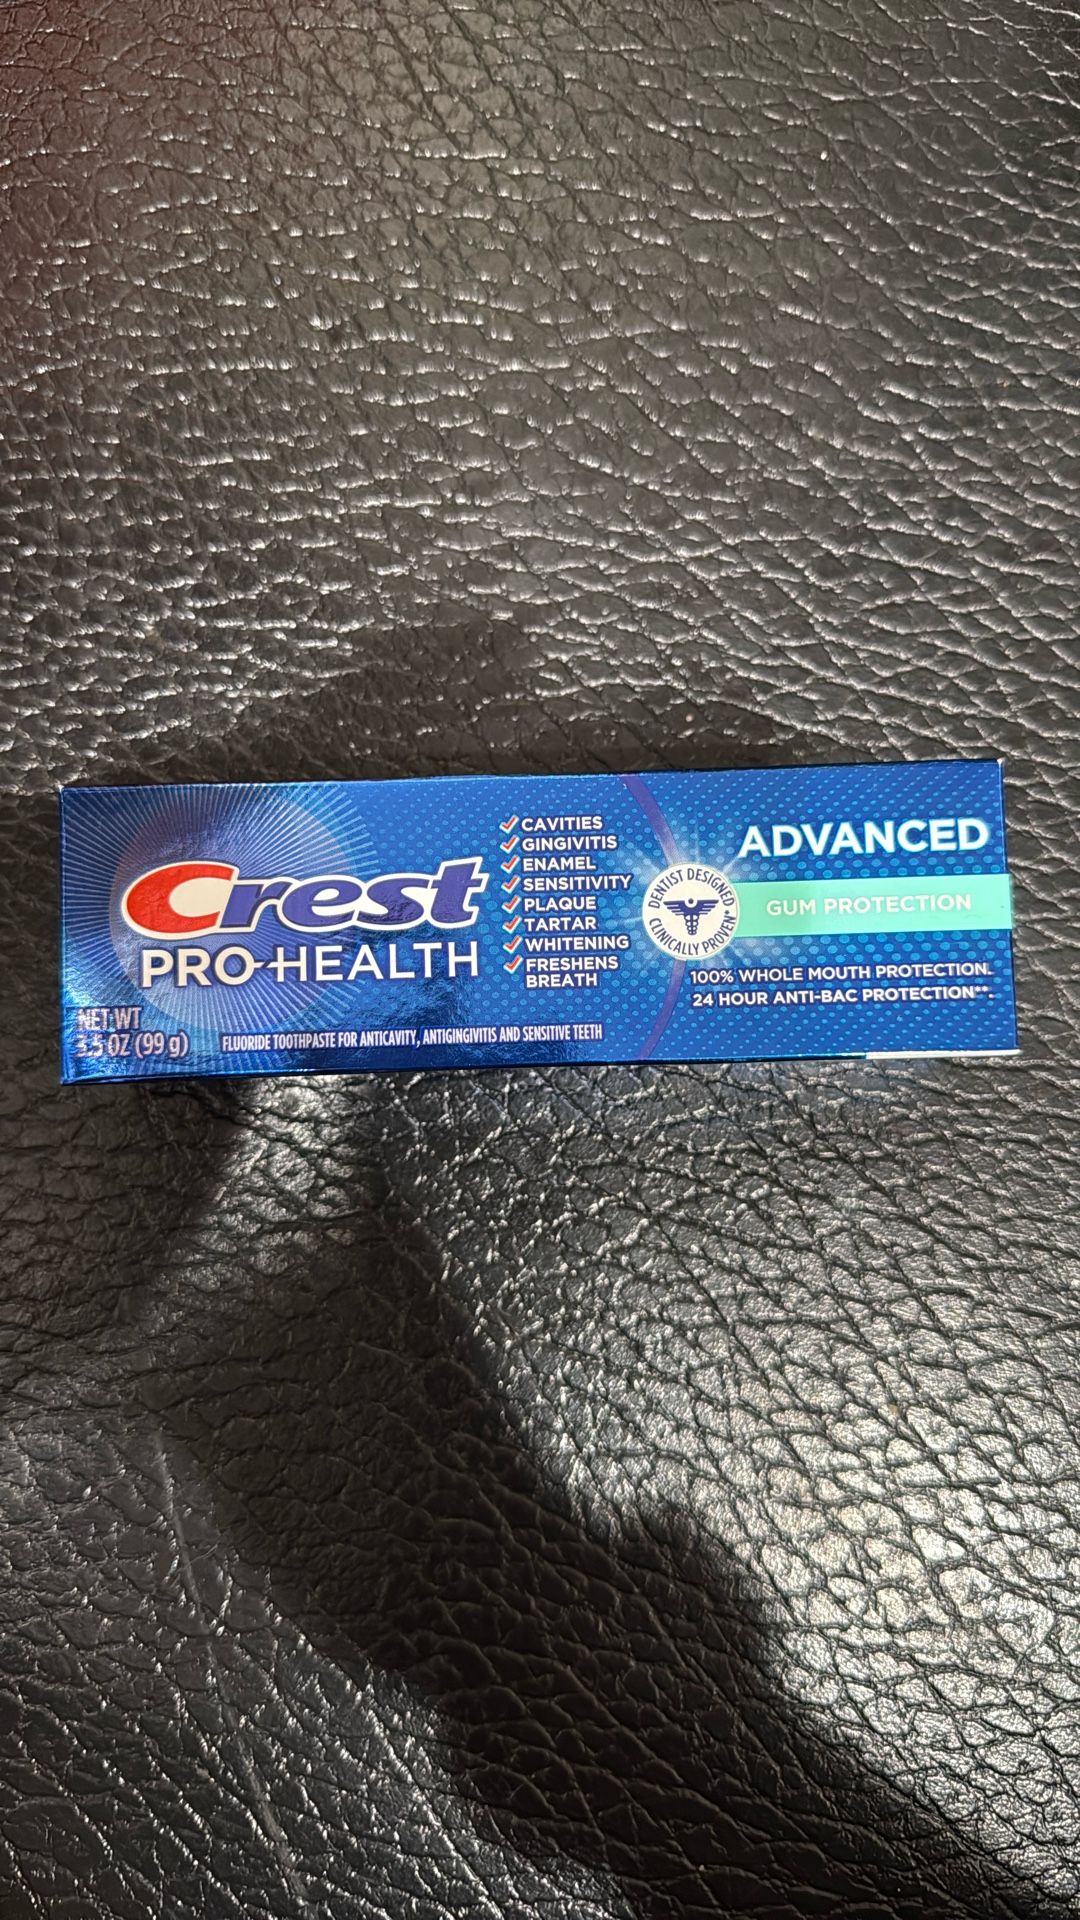 Crest
PRO-HEALTH
NET WT
3.5 OZ (99 g)
FLUORIDE TOOTHPASTE FOR ANTICAVITY, ANTIGINGIVITIS AND SENSITIVE TEETH
CAVITIES
GINGIVITIS
ENAMEL
SENSITIVITY
PLAQUE
TARTAR
WHITENING
FRESHENS
BREATH
DENTIST DESIGNED
CLINICALLY PROVEN*
ADVANCED
GUM PROTECTION
100% WHOLE MOUTH PROTECTION.
24 HOUR ANTI-BAC PROTECTION**.